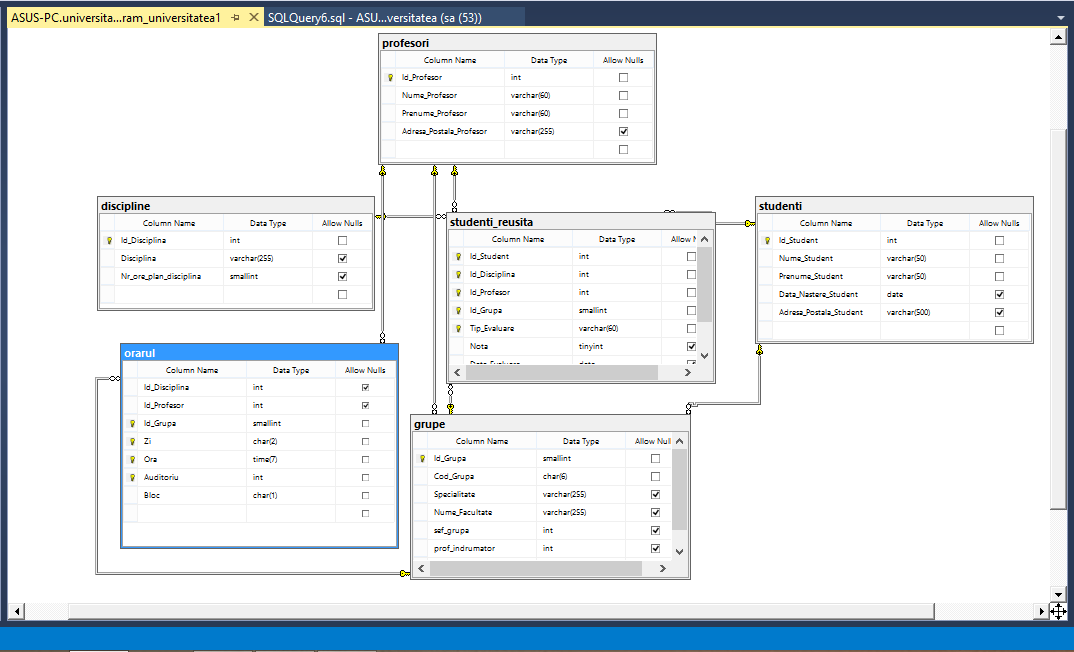 ASUS-PC.universita...ram_universitatea1
SQLQuery6.sql - ASU...versitatea (sa (53))
profesori
Column Name Data Type Allow Nulls
Id_Profesor int
Nume_Profesor varchar(60)
Prenume_Profesor varchar(60)
Adresa_Postala_Profesor varchar(255)
discipline
Column Name Data Type Allow Nulls
Id_Disciplina int
Disciplina varchar(255)
Nr_ore_plan_disciplina smallint
studenti_reusita
Column Name Data Type Allow N
Id_Student int
Id_Disciplina int
Id_Profesor int
Id_Grupa smallint
Tip_Evaluare varchar(60)
Nota tinyint
Data_Evaluare date
studenti
Column Name Data Type Allow Nulls
Id_Student int
Nume_Student varchar(50)
Prenume_Student varchar(50)
Data_Nastere_Student date
Adresa_Postala_Student varchar(500)
orarul
Column Name Data Type Allow Nulls
Id_Disciplina int
Id_Profesor int
Id_Grupa smallint
Zi char(2)
Ora time(7)
Auditoriu int
Bloc char(1)
grupe
Column Name Data Type Allow Null
Id_Grupa smallint
Cod_Grupa char(6)
Specialitate varchar(255)
Nume_Facultate varchar(255)
sef_grupa int
prof_indrumator int